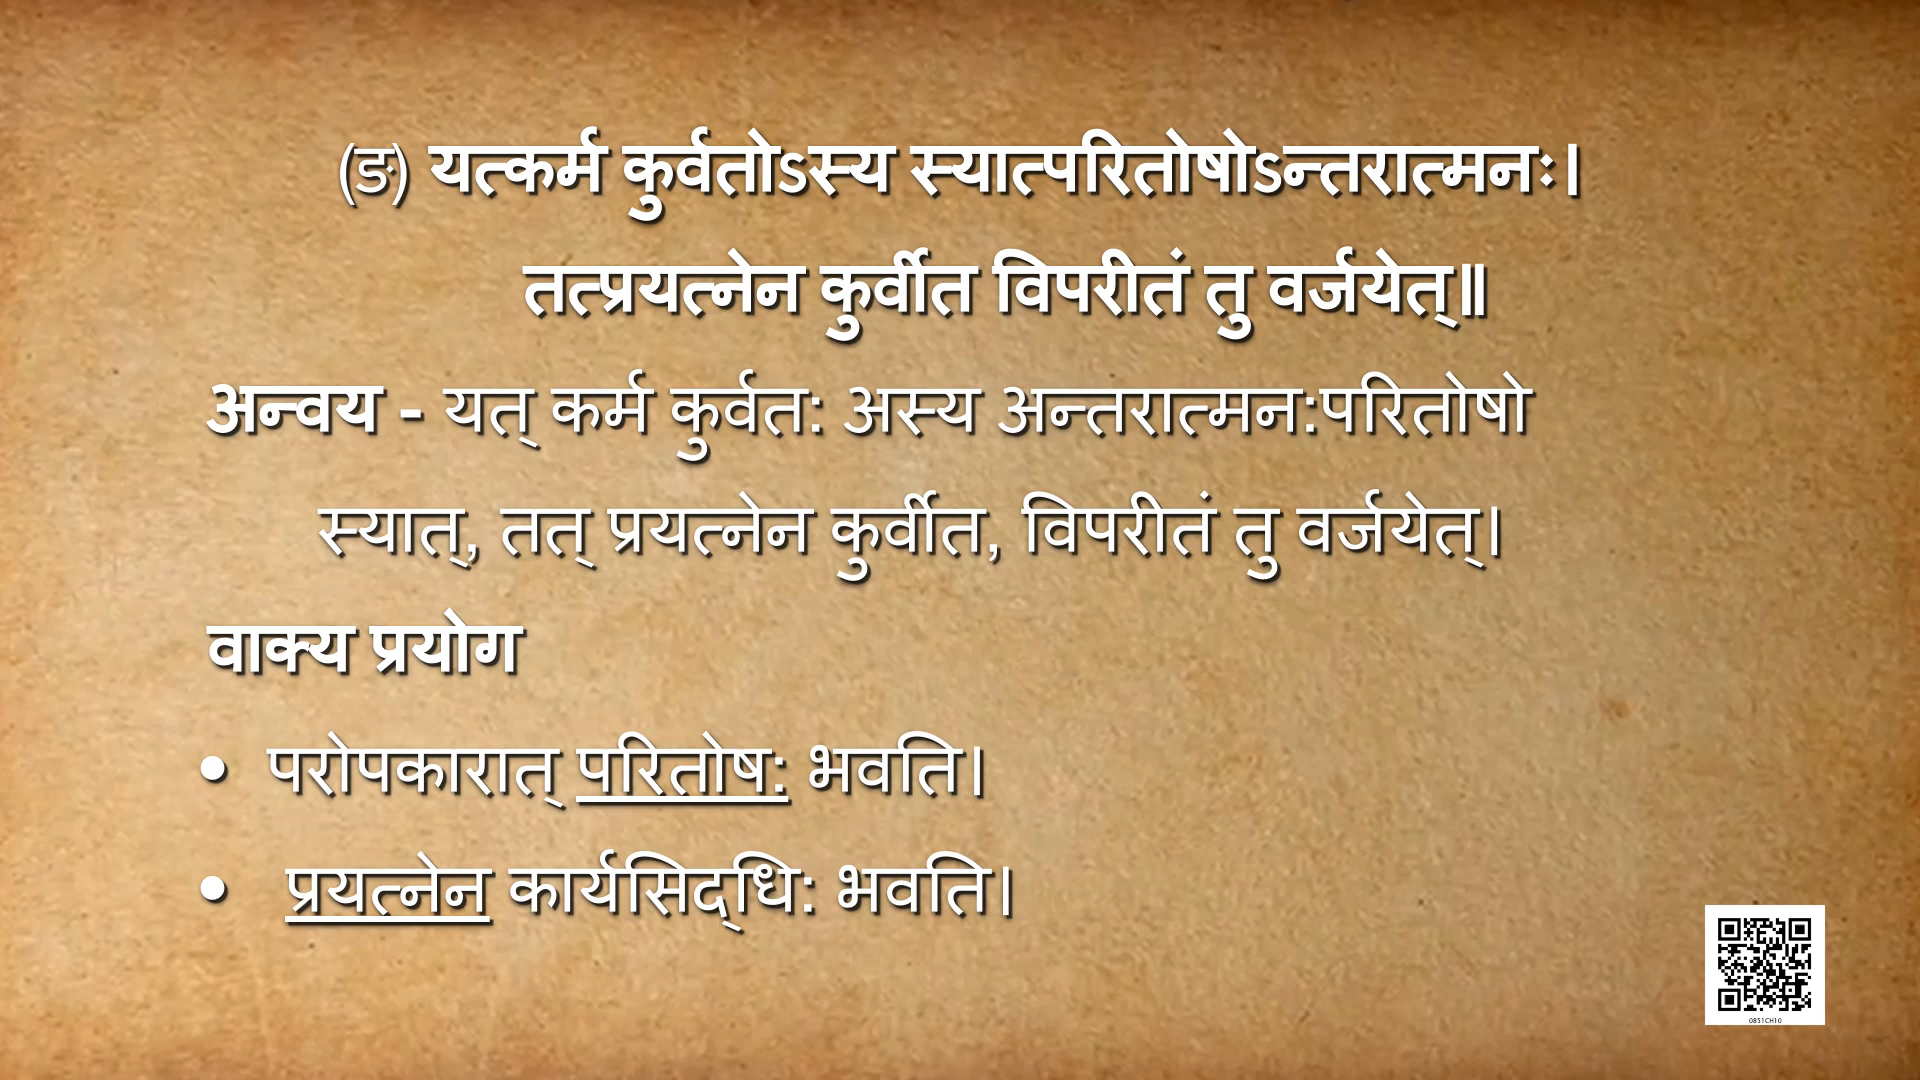 (ङ) यत्कर्म कुर्वतोऽस्य स्यात्परितोषोऽन्तरात्मनः।
तत्प्रयत्नेन कुर्वीत विपरीतं तु वर्जयेत्॥
अन्वय - यत् कर्म कुर्वत: अस्य अन्तरात्मन:परितोषो
स्यात्, तत् प्रयत्नेन कुर्वीत, विपरीतं तु वर्जयेत्।
वाक्य प्रयोग
• परोपकारात् परितोष: भवति।
• प्रयत्नेन कार्यसिद्‌धि: भवति।
0851CH10